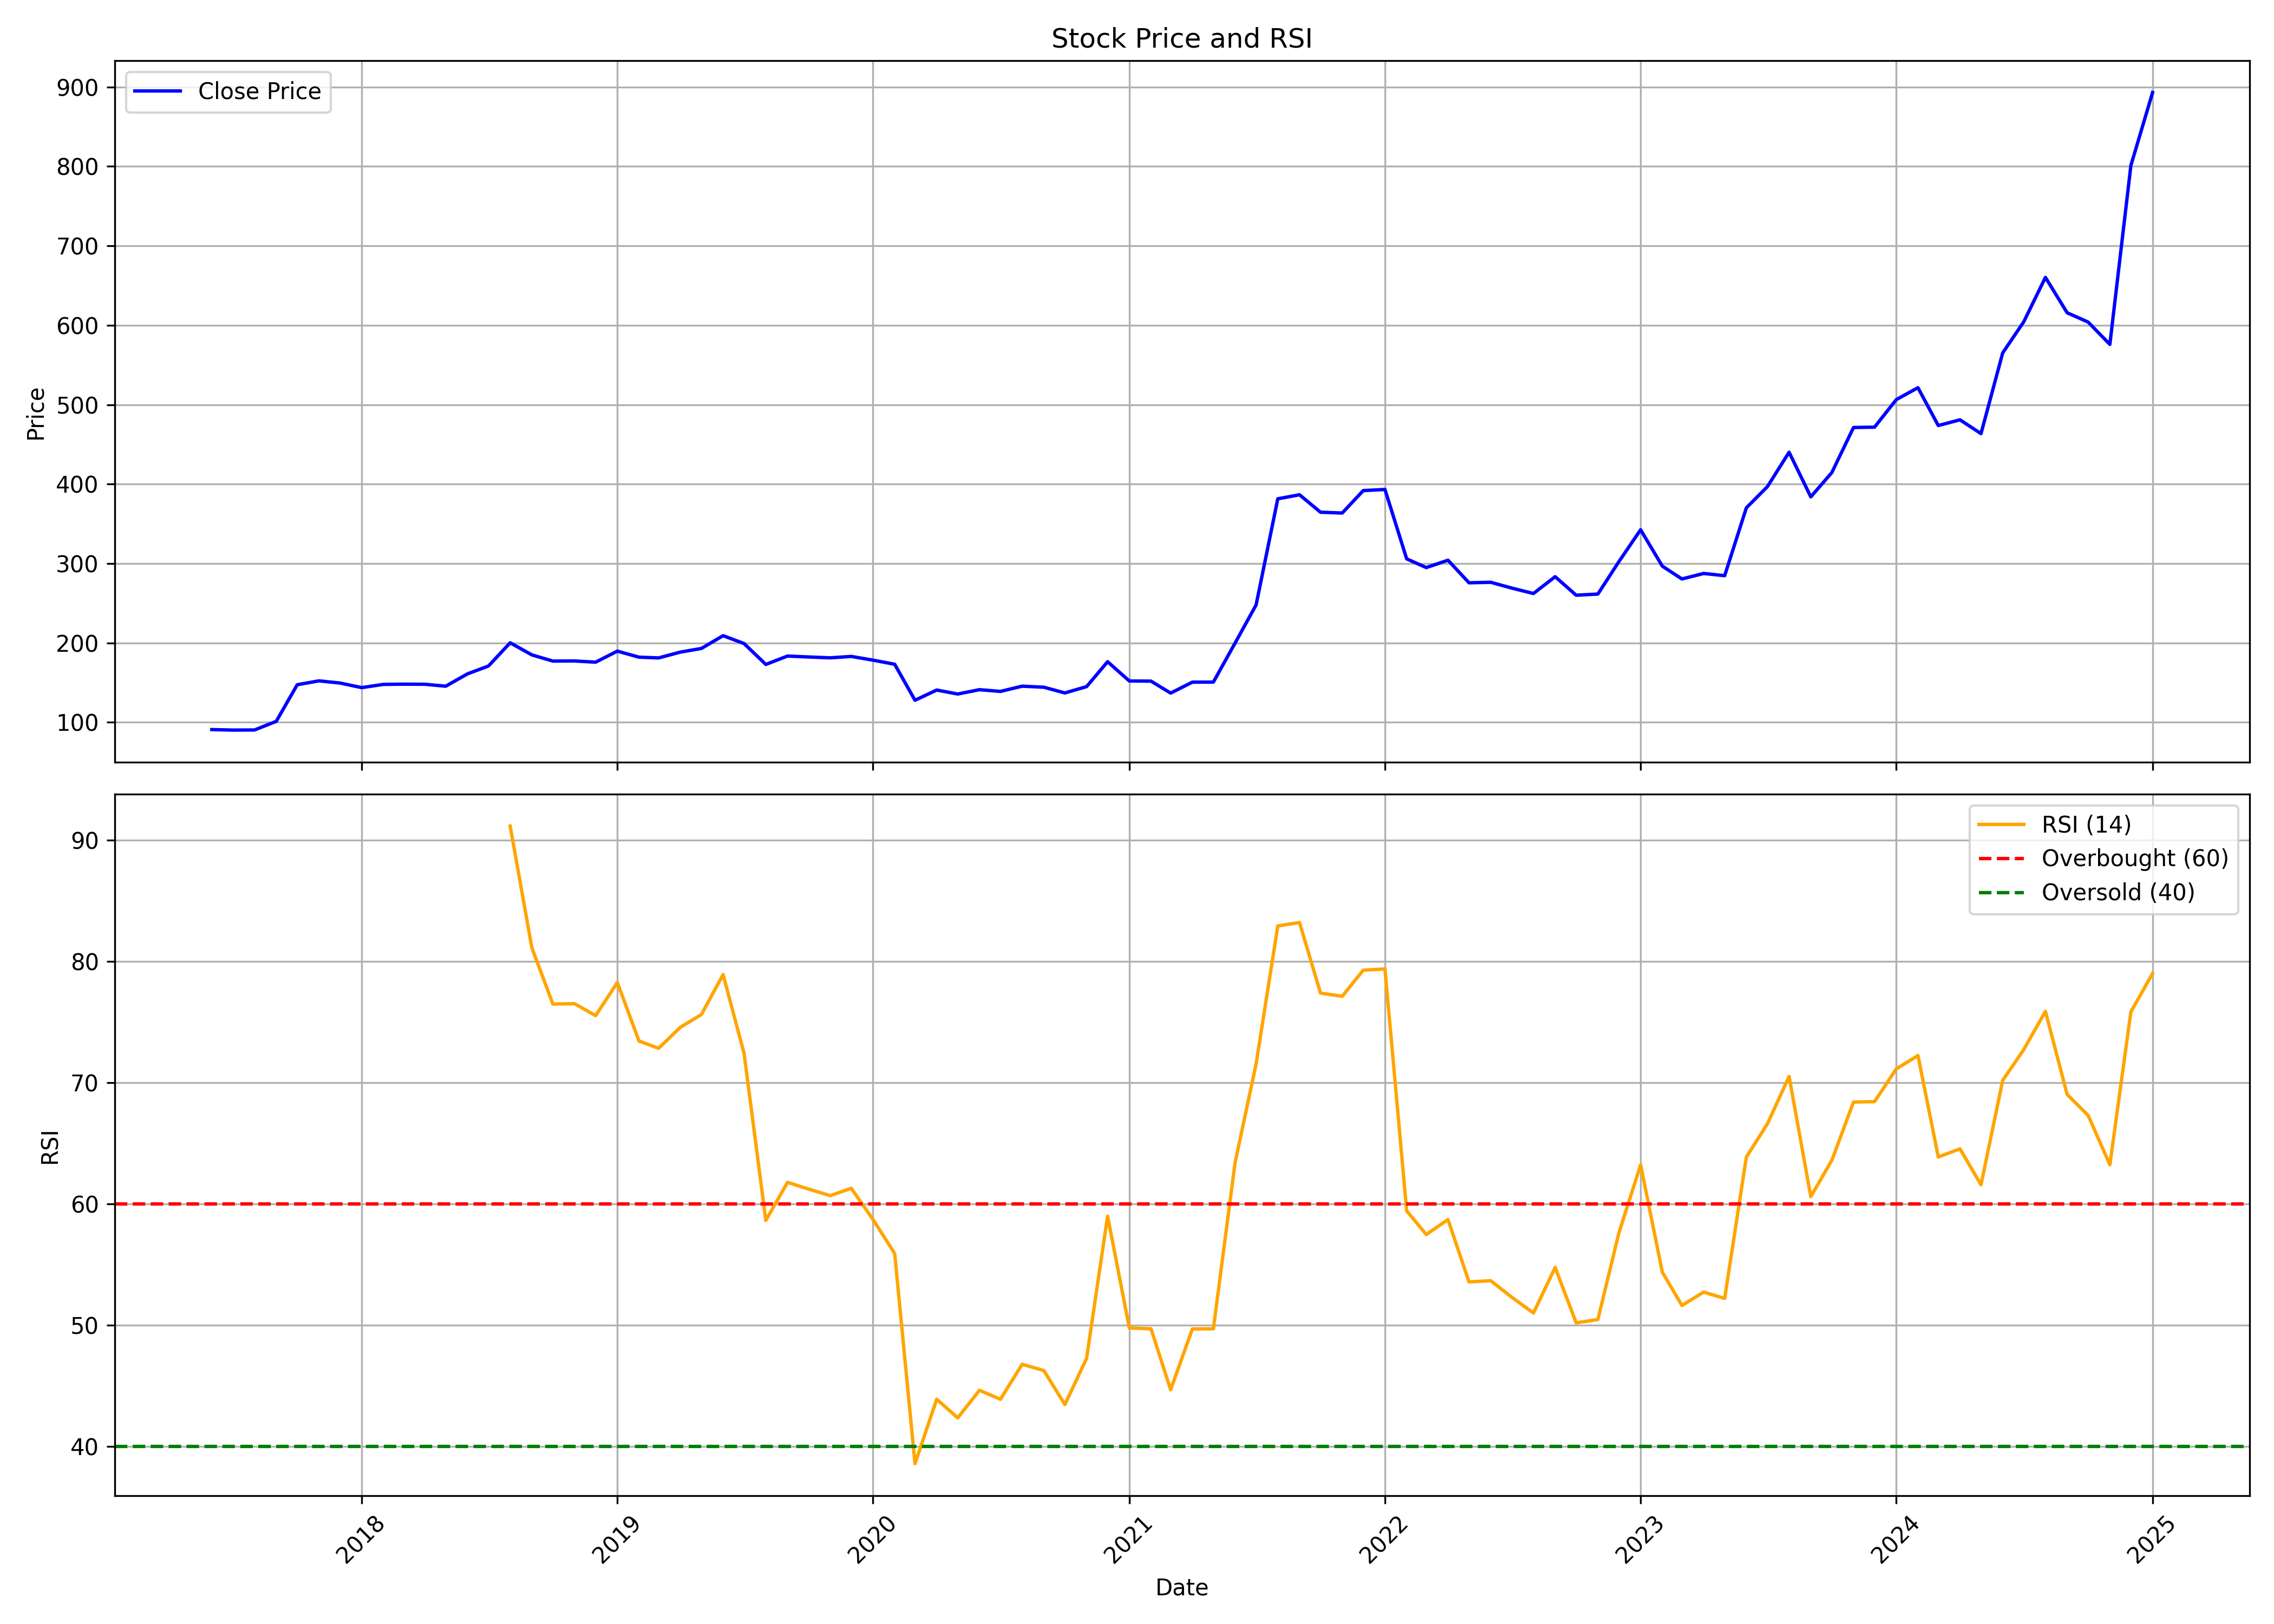 Stock Price and RSI
Close Price
900
800
700
600
500
400
300
200
100
Price
RSI (14)
Overbought (60)
Oversold (40)
90
80
70
60
50
40
RSI
2018
2019
2020
2021
2022
2023
2024
2025
Date